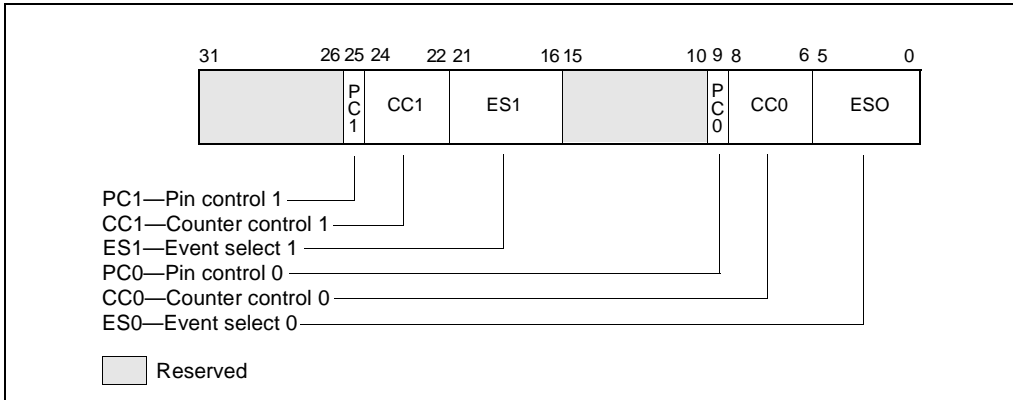 31 26 25 24 22 21 16 15 10 9 8 6 5 0
PC1 CC1 ES1 PC0 CC0 ESO
PC1—Pin control 1
CC1—Counter control 1
ES1—Event select 1
PC0—Pin control 0
CC0—Counter control 0
ES0—Event select 0
Reserved